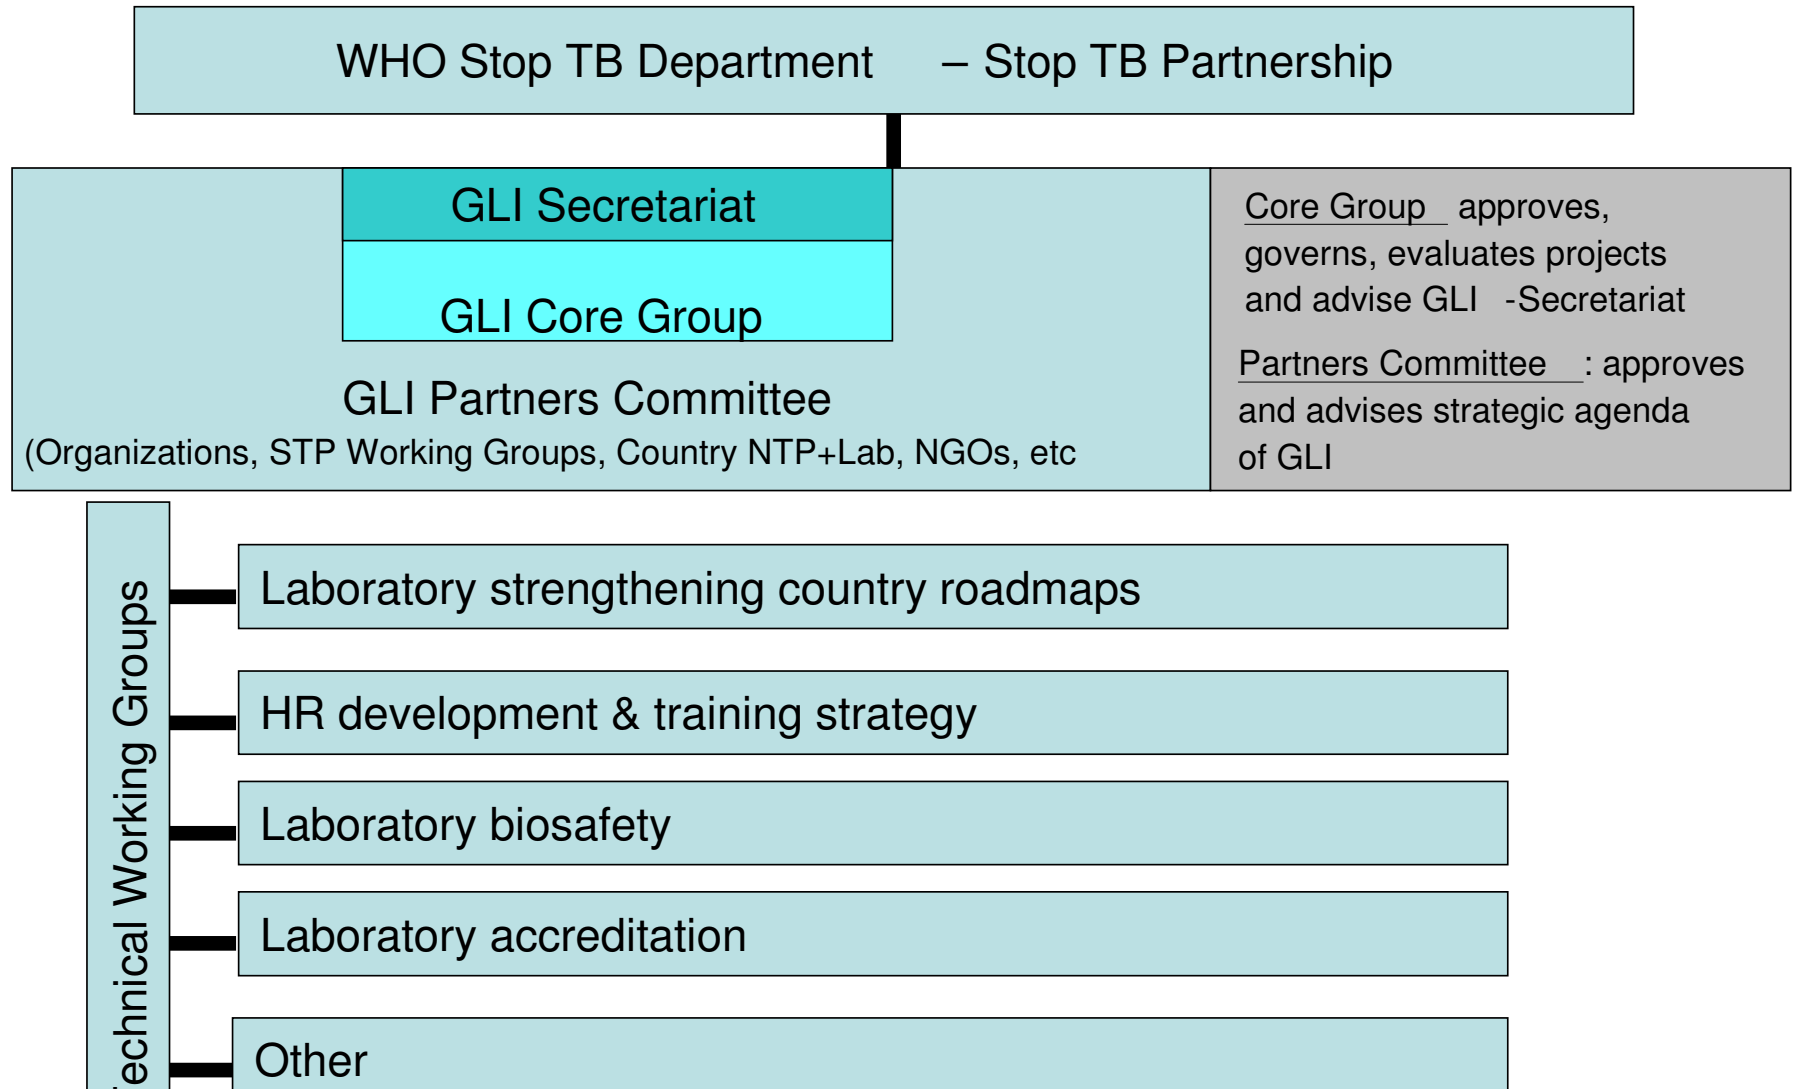 WHO Stop TB Department – Stop TB Partnership
GLI Secretariat
GLI Core Group
GLI Partners Committee
(Organizations, STP Working Groups, Country NTP+Lab, NGOs, etc
Core Group approves,
governs, evaluates projects
and advise GLI -Secretariat
Partners Committee : approves
and advises strategic agenda
of GLI
Technical Working Groups
Laboratory strengthening country roadmaps
HR development & training strategy
Laboratory biosafety
Laboratory accreditation
Other